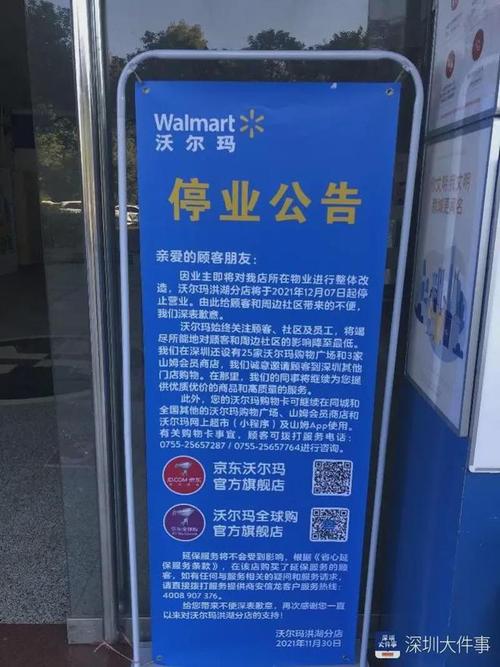 Walmart
沃尔玛
停业公告
亲爱的顾客朋友：
因业主即将对我店所在物业进行整体改
造，沃尔玛洪湖分店将于2021年12月07日起停
止营业。由此给顾客和周边社区带来的不便，
我们深表歉意。
沃尔玛始终关注顾客、社区及员工，将竭
尽所能地对顾客和周边社区的影响降至最低。
我们在深圳还设有25家沃尔玛购物广场和3家
山姆会员商店，我们诚意邀请顾客到深圳其他
门店购物。在那里，我们的同事将继续为您提
供优质优价的商品和高质量的服务。
此外，您的沃尔玛购物卡可继续在同城和
全国其他的沃尔玛购物广场、山姆会员商店和
沃尔玛网上超市（小程序）及山姆App使用。
有关购物卡事宜，顾客可拨打服务电话：
0755-25657287／0755-25657764进行咨询。
JD.COM 京东
京东沃尔玛
官方旗舰店
京东全球购
沃尔玛全球购
官方旗舰店
延保服务将不会受到影响，根据《省心延
保服务条款》，在该店购买了延保服务的顾
客，如有任何与服务相关的疑问和服务请求，
请直接拨打服务提供商安信龙客户服务热线：
4008 907 376。
给您带来不便深表歉意，再次感谢您一直
以来对沃尔玛洪湖分店的支持！
沃尔玛洪湖分店
2021年11月30日
深圳大件事